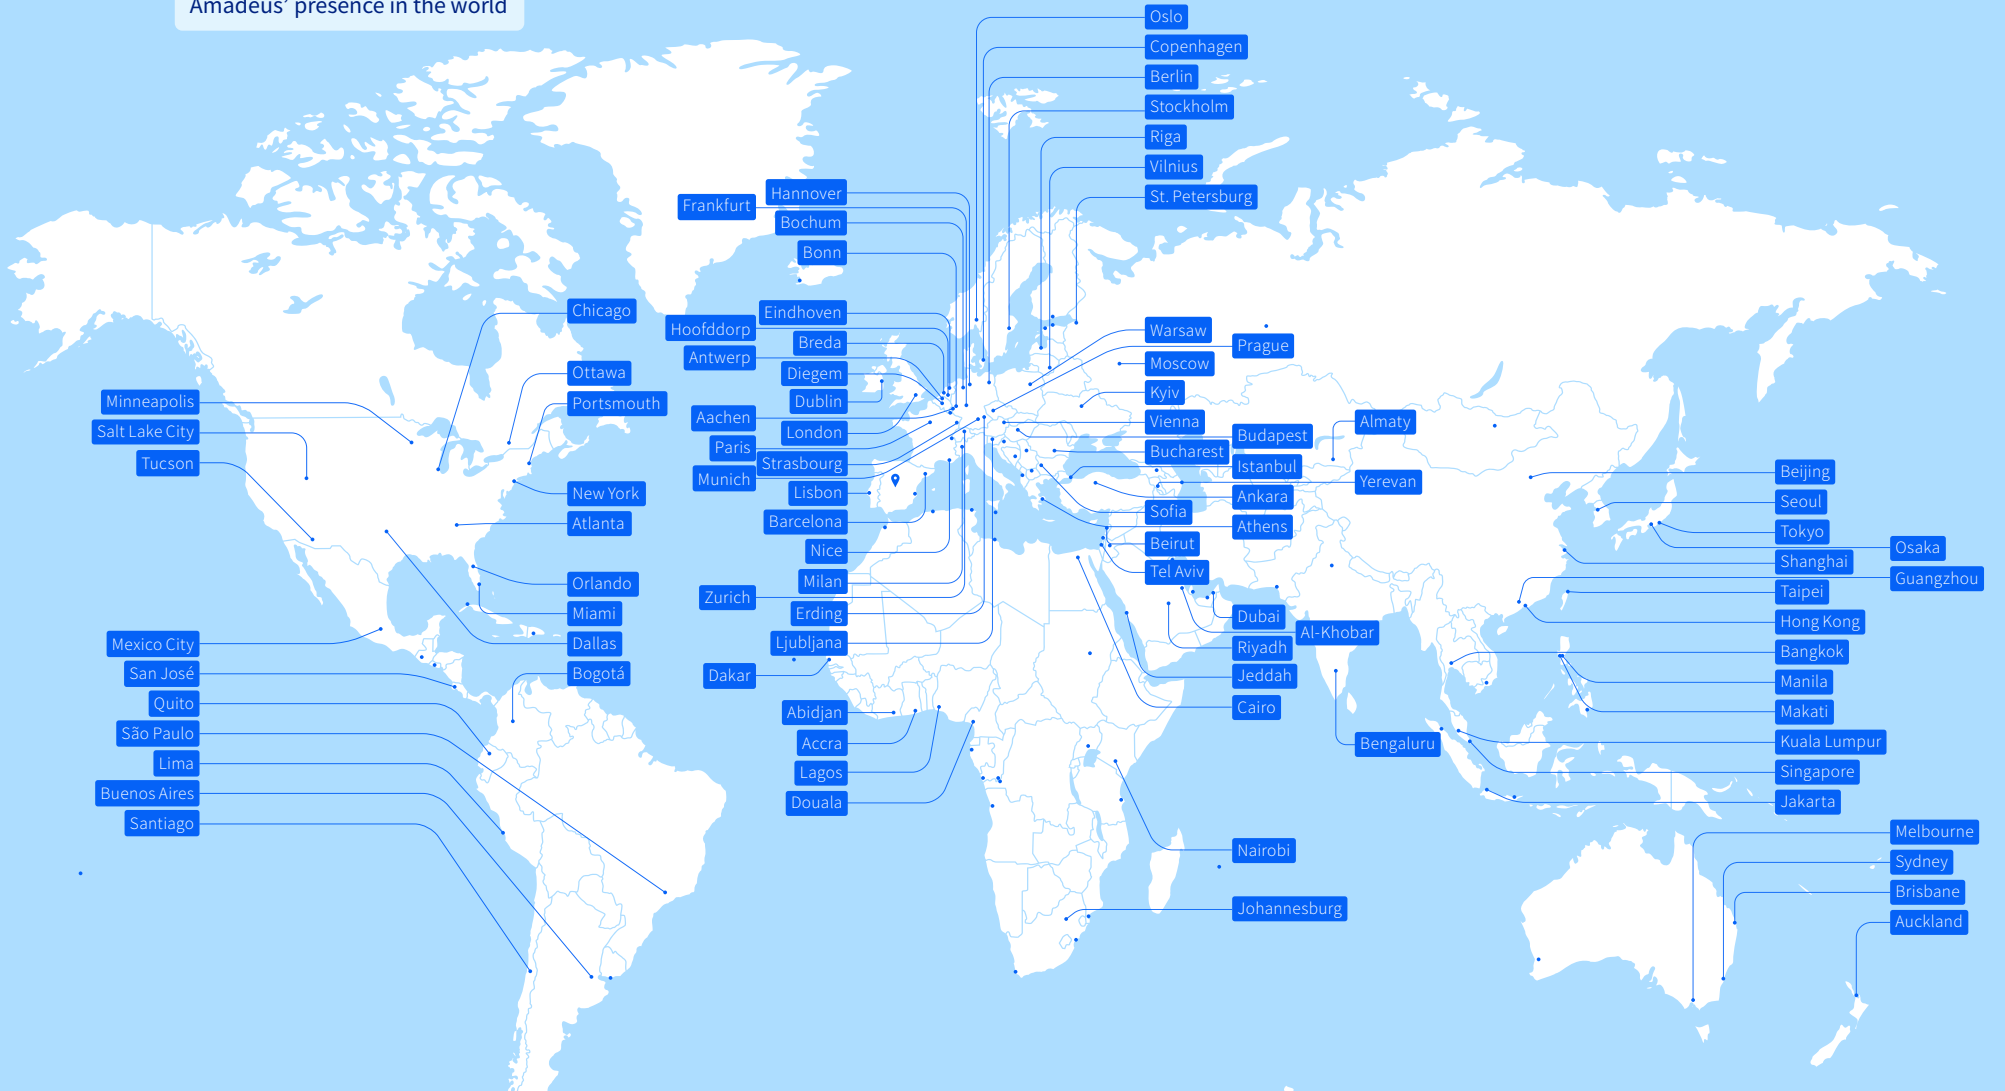 Amadeus' presence in the world
Oslo
Copenhagen
Berlin
Stockholm
Riga
Vilnius
St. Petersburg
Hannover
Frankfurt
Bochum
Bonn
Chicago
Eindhoven
Hoofddorp
Breda
Antwerp
Diegem
Dublin
Aachen
London
Paris
Strasbourg
Munich
Lisbon
Barcelona
Nice
Milan
Zurich
Erding
Ljubljana
Dakar
Abidjan
Accra
Lagos
Douala
Ottawa
Portsmouth
Minneapolis
Salt Lake City
Tucson
New York
Atlanta
Orlando
Miami
Dallas
Bogotá
Mexico City
San José
Quito
São Paulo
Lima
Buenos Aires
Santiago
Warsaw
Prague
Moscow
Kyiv
Vienna
Budapest
Bucharest
Istanbul
Ankara
Sofia
Athens
Beirut
Tel Aviv
Almaty
Yerevan
Dubai
Al-Khobar
Riyadh
Jeddah
Cairo
Bengaluru
Nairobi
Johannesburg
Beijing
Seoul
Tokyo
Osaka
Shanghai
Guangzhou
Taipei
Hong Kong
Bangkok
Manila
Makati
Kuala Lumpur
Singapore
Jakarta
Melbourne
Sydney
Brisbane
Auckland